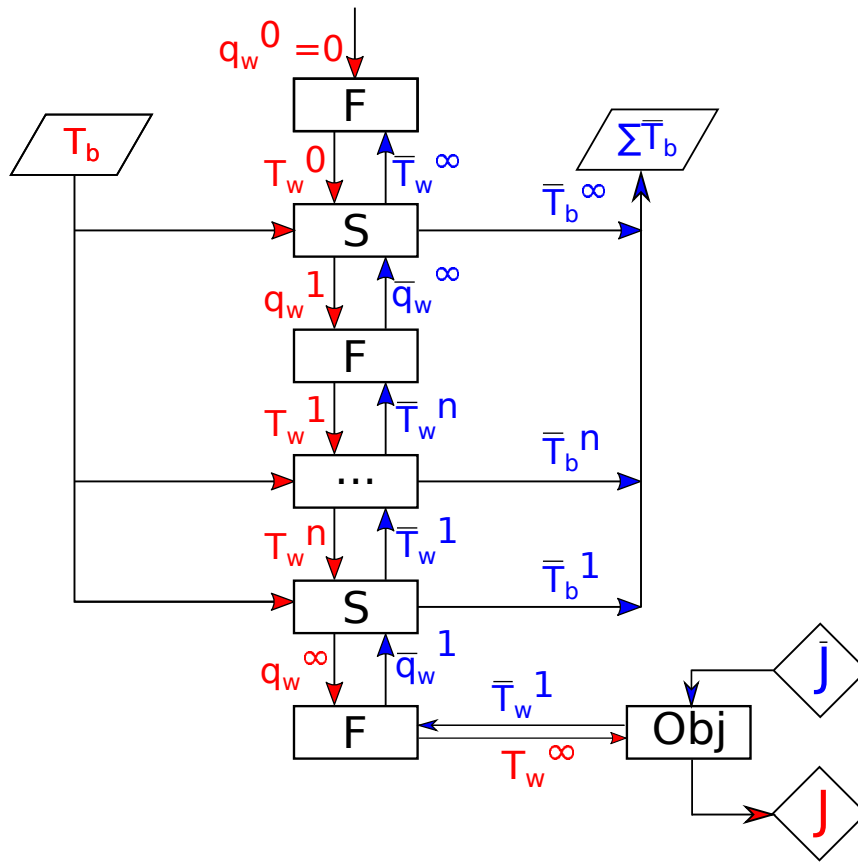 q_w^0 =0
F
T_b
T_w^0
T̄_w^∞
∑T̄_b
T̄_b^∞
S
q_w^1
q̄_w^∞
F
T_w^1
T̄_w^n
T̄_b^n
...
T_w^n
T̄_w^1
T̄_b^1
S
q_w^∞
q̄_w^1
J̄
T̄_w^1
F
Obj
T_w^∞
J